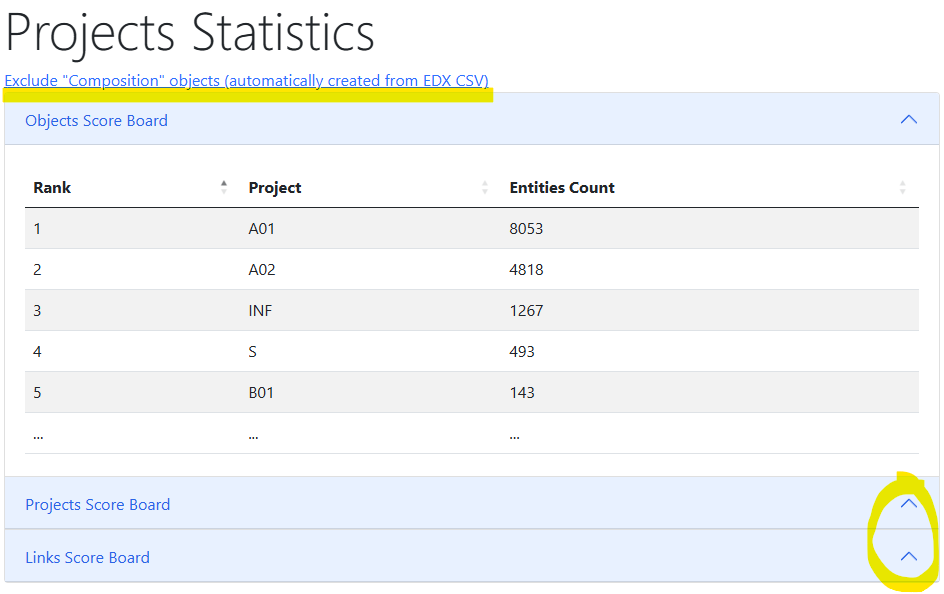 Projects Statistics
Exclude "Composition" objects (automatically created from EDX CSV)
Objects Score Board
Rank Project Entities Count
1 A01 8053
2 A02 4818
3 INF 1267
4 S 493
5 B01 143
... ... ...
Projects Score Board
Links Score Board